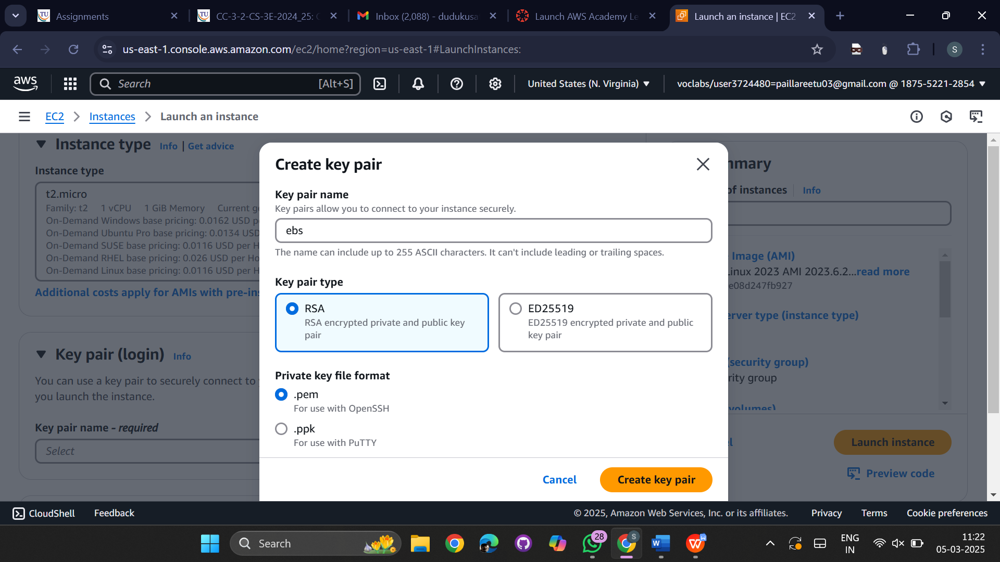 Assignments
CC-3-2-CS-3E-2024_25: C
Inbox (2,088) - dudukusa
Launch AWS Academy Le
Launch an instance | EC2
us-east-1.console.aws.amazon.com/ec2/home?region=us-east-1#LaunchInstances:
S
aws
Search
[Alt+S]
United States (N. Virginia)
voclabs/user3724480=paillareetu03@gmail.com @ 1875-5221-2854
EC2
Instances
Launch an instance
Instance type
Info
Get advice
Instance type
t2.micro
Family: t2 1 vCPU 1 GiB Memory Current ge
On-Demand Windows base pricing: 0.0162 USD pe
On-Demand Ubuntu Pro base pricing: 0.0134 USD
On-Demand SUSE base pricing: 0.0116 USD per H
On-Demand RHEL base pricing: 0.026 USD per Ho
On-Demand Linux base pricing: 0.0116 USD per H
Additional costs apply for AMIs with pre-ins
Key pair (login)
Info
You can use a key pair to securely connect to
you launch the instance.
Key pair name - required
Select
Create key pair
Key pair name
Key pairs allow you to connect to your instance securely.
ebs
The name can include up to 255 ASCII characters. It can't include leading or trailing spaces.
Key pair type
RSA
RSA encrypted private and public key
pair
ED25519
ED25519 encrypted private and public
key pair
Private key file format
.pem
For use with OpenSSH
.ppk
For use with PuTTY
Cancel
Create key pair
mmary
of instances
Info
Image (AMI)
Linux 2023 AMI 2023.6.2...read more
e08d247fb927
erver type (instance type)
(security group)
rity group
volumes)
el
Launch instance
Preview code
CloudShell
Feedback
© 2025, Amazon Web Services, Inc. or its affiliates.
Privacy
Terms
Cookie preferences
Search
28
S
ENG
IN
11:22
05-03-2025